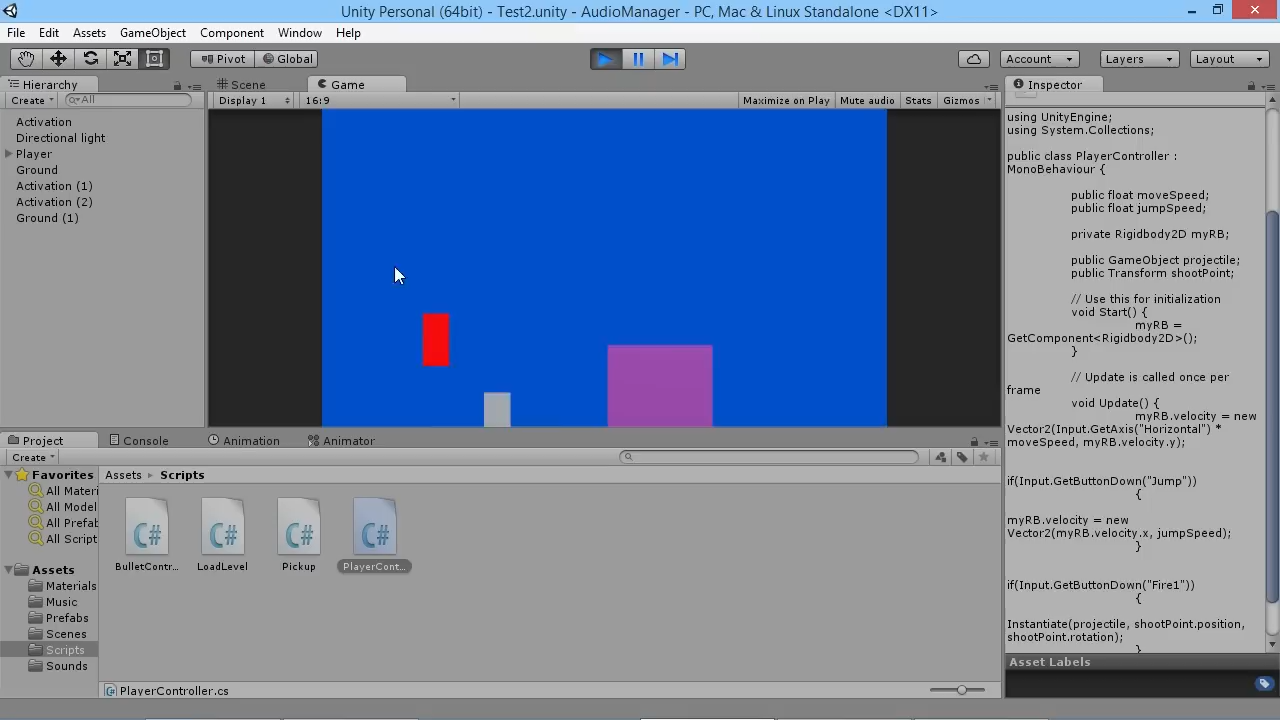 Unity Personal (64bit) - Test2.unity - AudioManager - PC, Mac & Linux Standalone <DX11>
File Edit Assets GameObject Component Window Help
Pivot Global Account Layers Layout
Hierarchy Scene Game Inspector
Create All Display 1 16:9 Maximize on Play Mute audio Stats Gizmos
Activation
Directional light
Player
Ground
Activation (1)
Activation (2)
Ground (1)
using UnityEngine;
using System.Collections;
public class PlayerController :
MonoBehaviour {
public float moveSpeed;
public float jumpSpeed;
private Rigidbody2D myRB;
public GameObject projectile;
public Transform shootPoint;
// Use this for initialization
void Start() {
myRB =
GetComponent<Rigidbody2D>();
}
// Update is called once per
frame
void Update() {
myRB.velocity = new
Vector2(Input.GetAxis("Horizontal") *
moveSpeed, myRB.velocity.y);
if(Input.GetButtonDown("Jump"))
{
myRB.velocity = new
Vector2(myRB.velocity.x, jumpSpeed);
}
if(Input.GetButtonDown("Fire1"))
{
Instantiate(projectile, shootPoint.position,
shootPoint.rotation);
}
Asset Labels
Project Console Animation Animator
Create
Favorites
All Materi
All Model
All Prefab
All Script
Assets
Materials
Music
Prefabs
Scenes
Scripts
Sounds
Assets Scripts
C# C# C# C#
BulletContr... LoadLevel Pickup PlayerCont...
PlayerController.cs